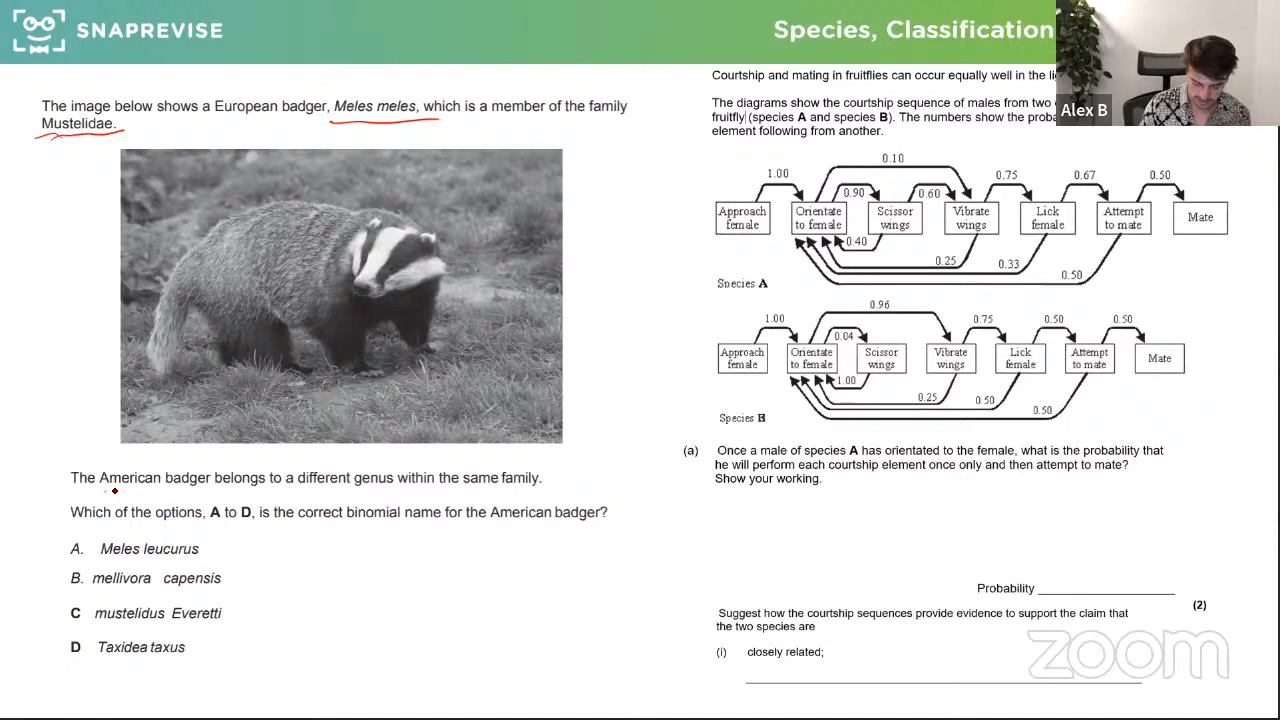 SNAPREVISE
Species, Classification
Alex B
The image below shows a European badger, Meles meles, which is a member of the family
Mustelidae.
The American badger belongs to a different genus within the same family.
Which of the options, A to D, is the correct binomial name for the American badger?
A. Meles leucurus
B. mellivora capensis
C mustelidus Everetti
D Taxidea taxus
Courtship and mating in fruitflies can occur equally well in the
The diagrams show the courtship sequence of males from two
fruitfly (species A and species B). The numbers show the
element following from another.
0.10
1.00 0.90 0.60 0.75 0.67 0.50
Approach female
Orientate to female
Scissor wings
Vibrate wings
Lick female
Attempt to mate
Mate
0.40
0.25
0.33
0.50
Species A
0.96
1.00 0.04 0.75 0.50 0.50
Approach female
Orientate to female
Scissor wings
Vibrate wings
Lick female
Attempt to mate
Mate
1.00
0.25
0.50
0.50
Species B
(a) Once a male of species A has orientated to the female, what is the probability that
he will perform each courtship element once only and then attempt to mate?
Show your working.
Probability
(2)
Suggest how the courtship sequences provide evidence to support the claim that
the two species are
(i) closely related;
zoom